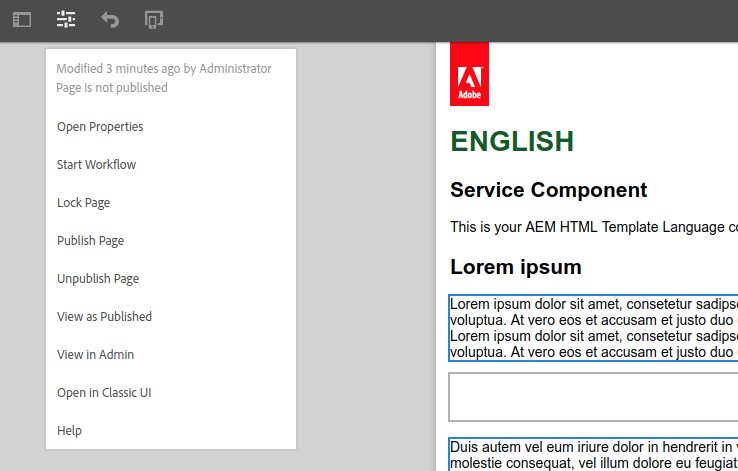 Modified 3 minutes ago by Administrator
Page is not published
Open Properties
Start Workflow
Lock Page
Publish Page
Unpublish Page
View as Published
View in Admin
Open in Classic UI
Help
Adobe
ENGLISH
Service Component
This is your AEM HTML Template Language
Lorem ipsum
Lorem ipsum dolor sit amet, consetetur
voluptua. At vero eos et accusam et justo duo
Lorem ipsum dolor sit amet, consetetur
voluptua. At vero eos et accusam et justo duo
Duis autem vel eum iriure dolor in hendrerit in
molestie consequat, vel illum dolore eu